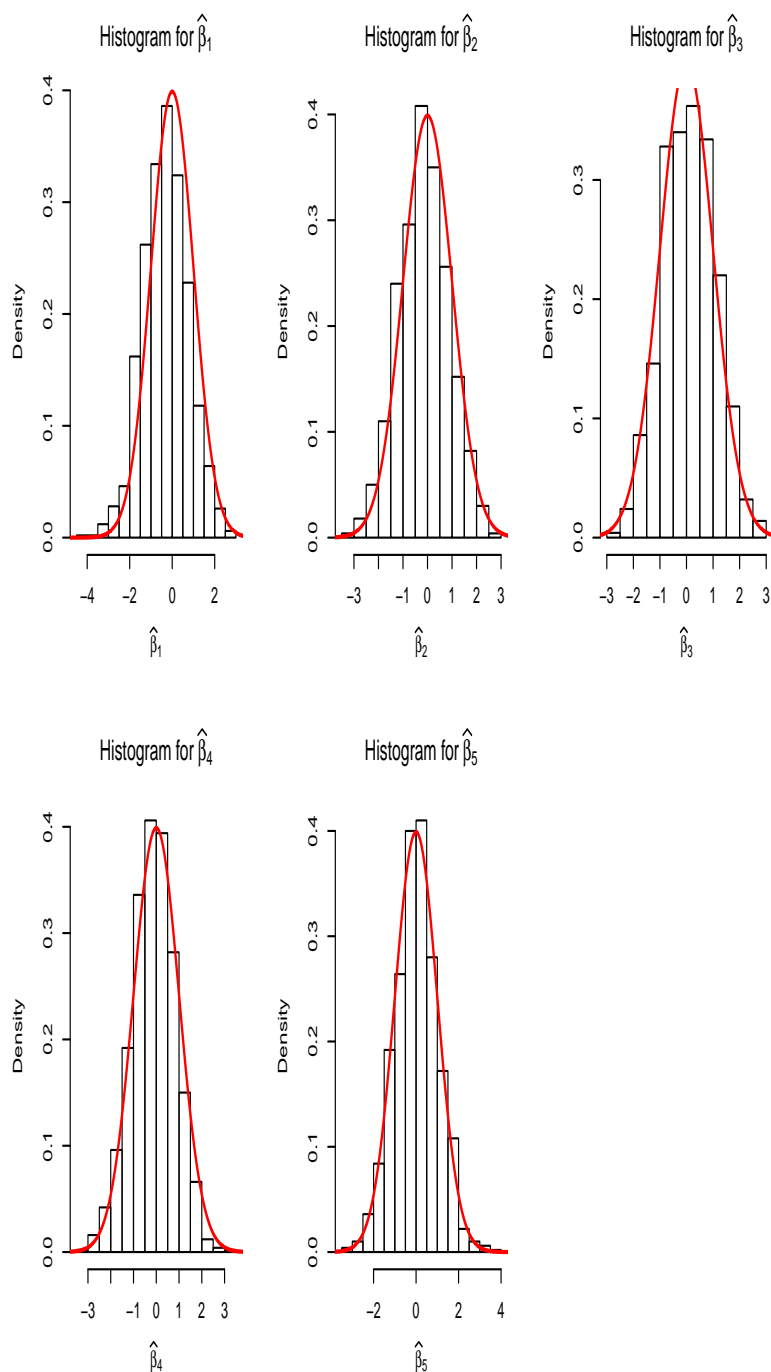 Histogram for β̂₁
Density
0.0 0.1 0.2 0.3 0.4
−4 −2 0 2
β̂₁
Histogram for β̂₂
Density
0.0 0.1 0.2 0.3 0.4
−3 −1 0 1 2 3
β̂₂
Histogram for β̂₃
Density
0.0 0.1 0.2 0.3
−3 −2 −1 0 1 2 3
β̂₃
Histogram for β̂₄
Density
0.0 0.1 0.2 0.3 0.4
−3 −1 0 1 2 3
β̂₄
Histogram for β̂₅
Density
0.0 0.1 0.2 0.3 0.4
−2 0 2 4
β̂₅